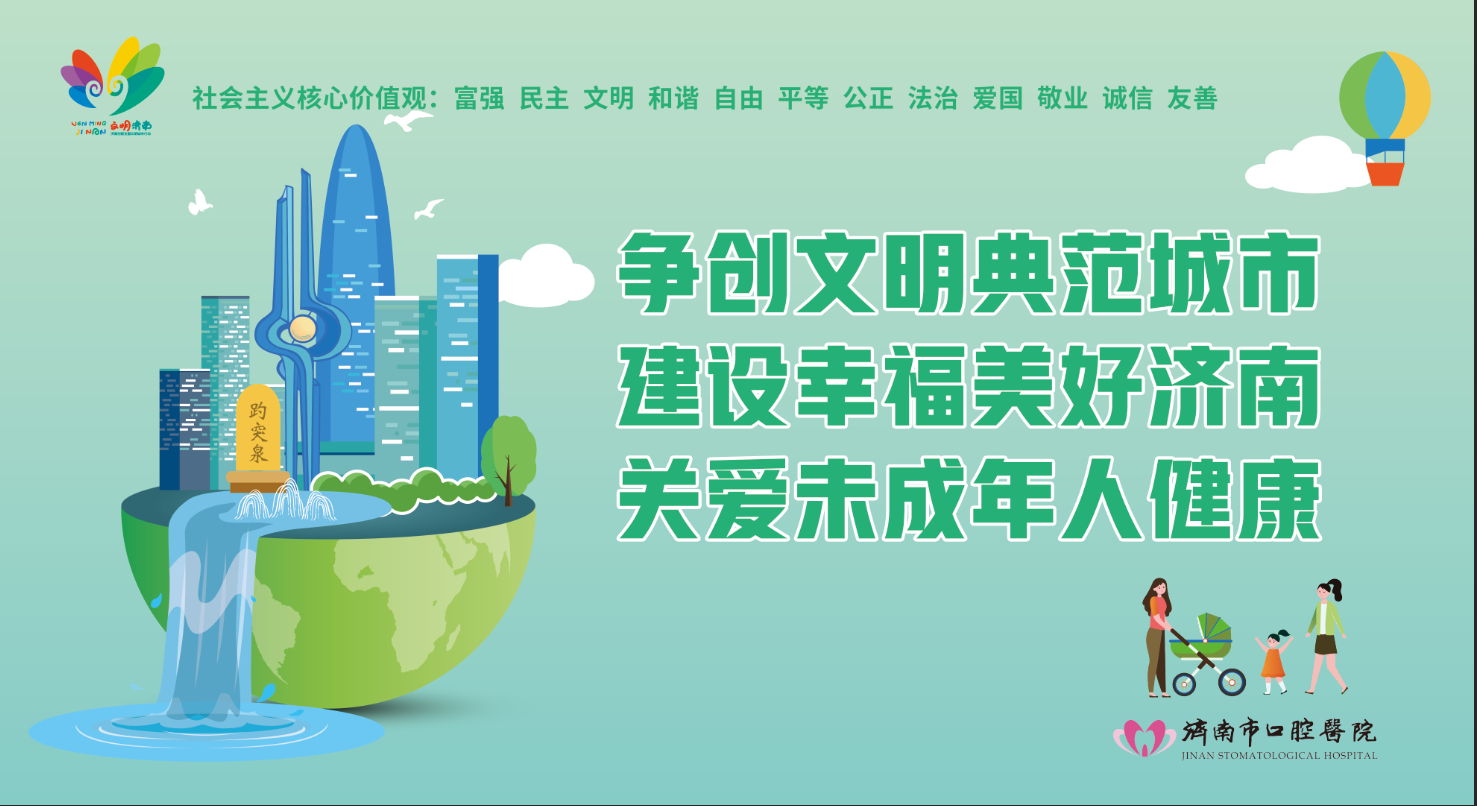 社会主义核心价值观：富强 民主 文明 和谐 自由 平等 公正 法治 爱国 敬业 诚信 友善
WEN MING
JI NAN
文明济南
争创文明典范城市
建设幸福美好济南
关爱未成年人健康
趵突泉
濟南市口腔醫院
JINAN STOMATOLOGICAL HOSPITAL